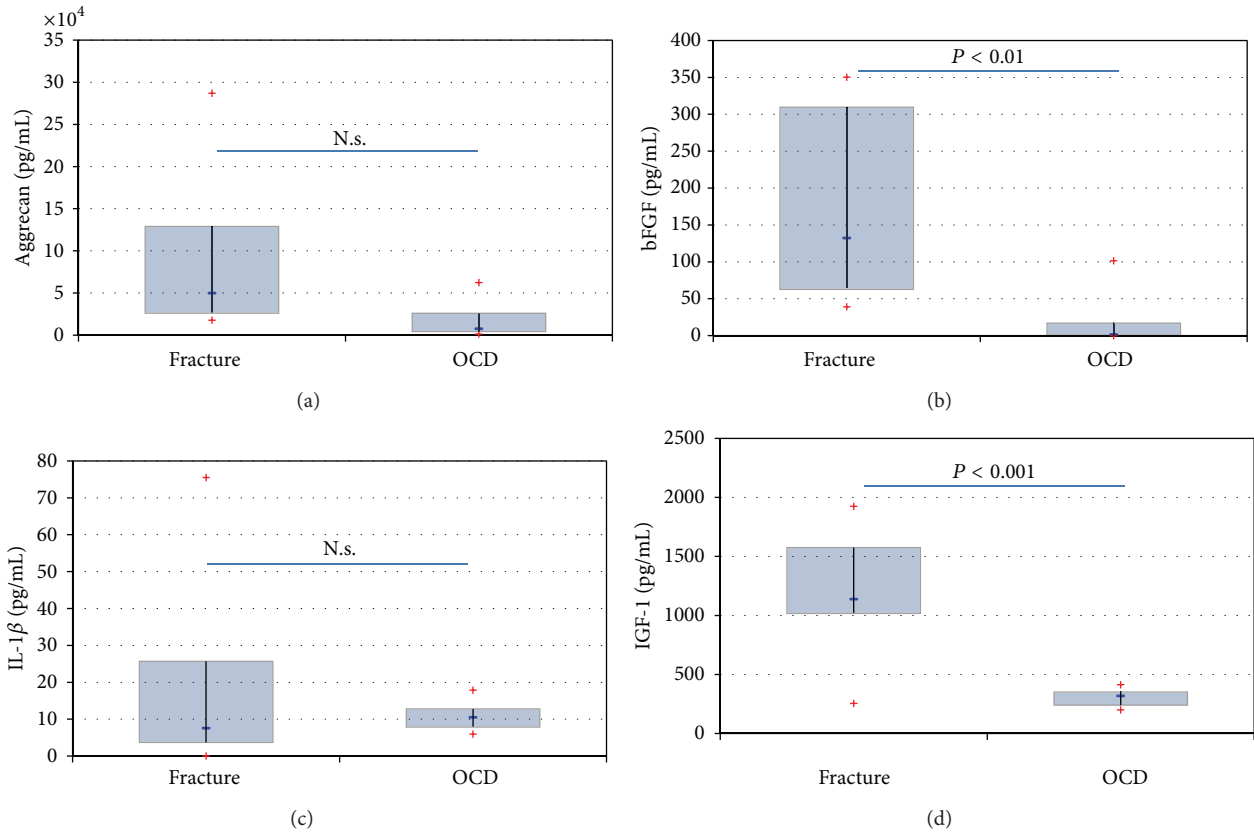 ×10⁴
35
30
25
20
15
10
5
0
Aggrecan (pg/mL)
N.s.
Fracture OCD
(a)
400
350
300
250
200
150
100
50
0
bFGF (pg/mL)
P < 0.01
Fracture OCD
(b)
80
70
60
50
40
30
20
10
0
IL-1β (pg/mL)
N.s.
Fracture OCD
(c)
2500
2000
1500
1000
500
0
IGF-1 (pg/mL)
P < 0.001
Fracture OCD
(d)